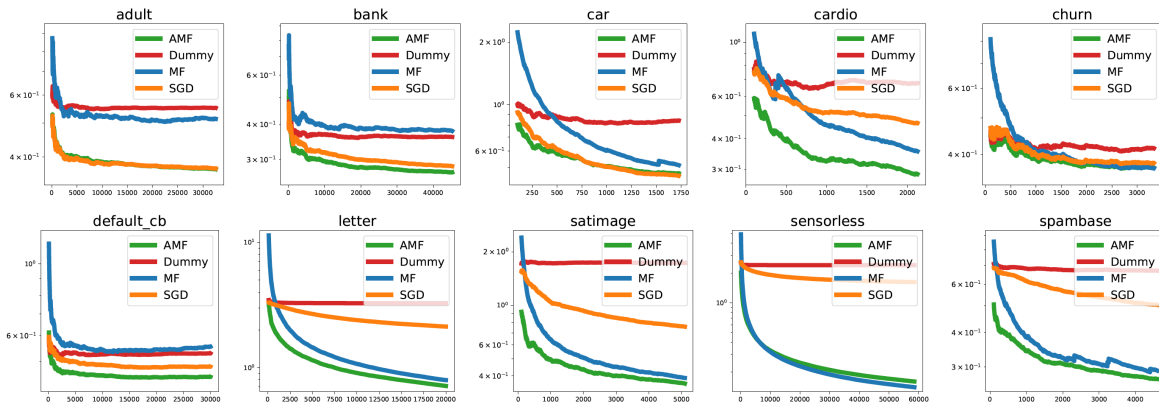 adult bank car cardio churn
AMF
Dummy
MF
SGD
6 × 10⁻¹
4 × 10⁻¹
0 5000 10000 15000 20000 25000 30000
AMF
Dummy
MF
SGD
6 × 10⁻¹
4 × 10⁻¹
3 × 10⁻¹
0 10000 20000 30000 40000
AMF
Dummy
MF
SGD
2 × 10⁰
10⁰
6 × 10⁻¹
250 500 750 1000 1250 1500 1750
AMF
Dummy
MF
SGD
10⁰
6 × 10⁻¹
4 × 10⁻¹
3 × 10⁻¹
0 500 1000 1500 2000
AMF
Dummy
MF
SGD
6 × 10⁻¹
4 × 10⁻¹
0 500 1000 1500 2000 2500 3000
default_cb letter satimage sensorless spambase
AMF
Dummy
MF
SGD
10⁰
6 × 10⁻¹
0 5000 10000 15000 20000 25000 30000
AMF
Dummy
MF
SGD
10¹
10⁰
0 2500 5000 7500 10000 12500 15000 17500 20000
AMF
Dummy
MF
SGD
2 × 10⁰
10⁰
6 × 10⁻¹
4 × 10⁻¹
0 1000 2000 3000 4000 5000
AMF
Dummy
MF
SGD
10⁰
0 10000 20000 30000 40000 50000 60000
AMF
Dummy
MF
SGD
6 × 10⁻¹
4 × 10⁻¹
3 × 10⁻¹
0 1000 2000 3000 4000